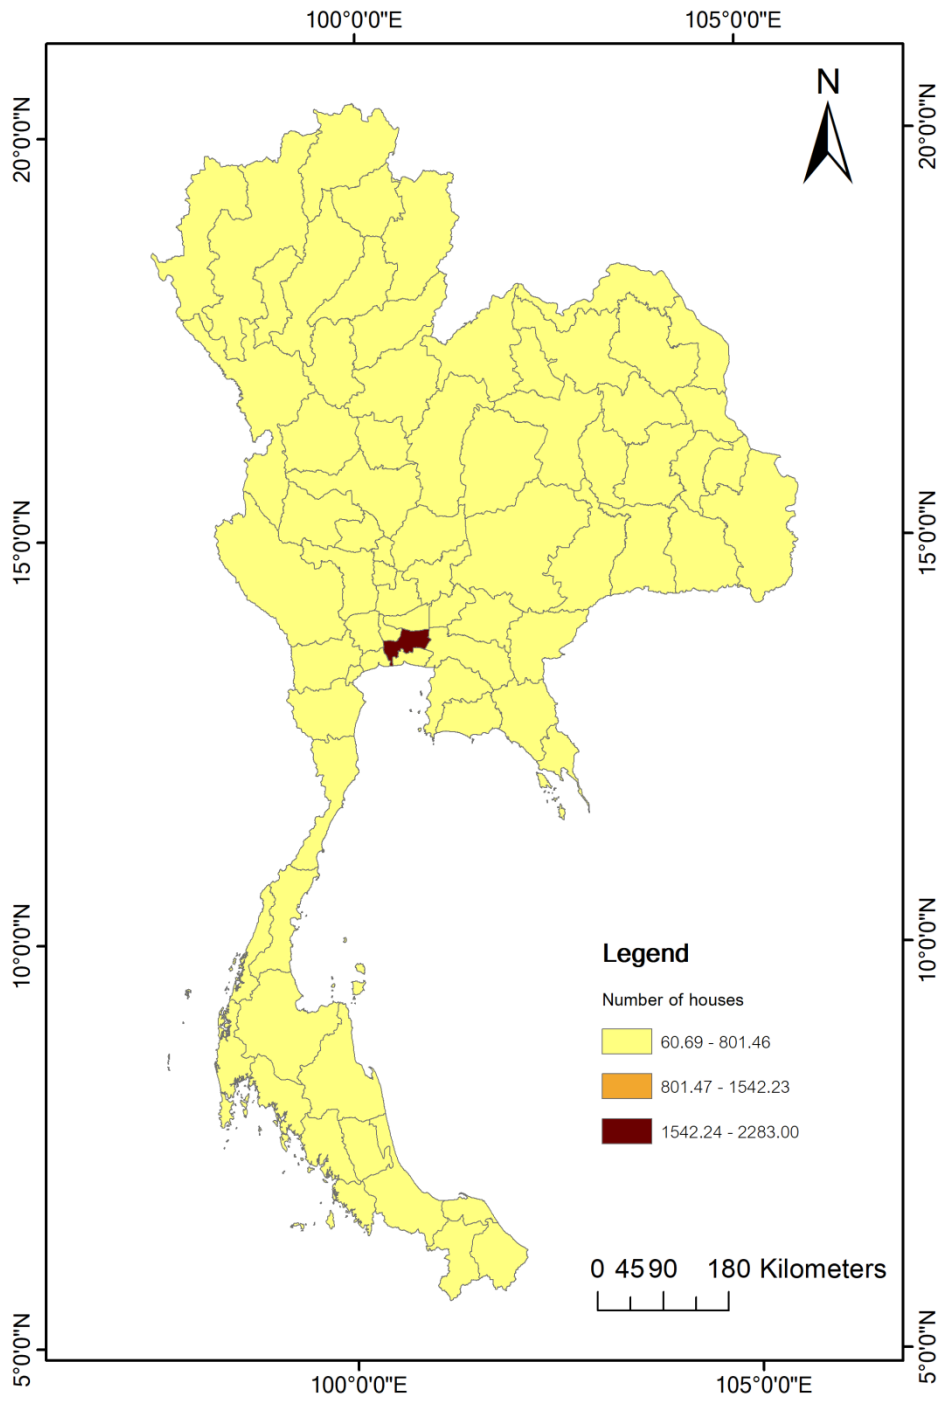 100°0'0"E 105°0'0"E
N
20°0'0"N 20°0'0"N
15°0'0"N 15°0'0"N
10°0'0"N 10°0'0"N
Legend
Number of houses
60.69 - 801.46
801.47 - 1542.23
1542.24 - 2283.00
0 45 90 180 Kilometers
5°0'0"N 5°0'0"N
100°0'0"E 105°0'0"E